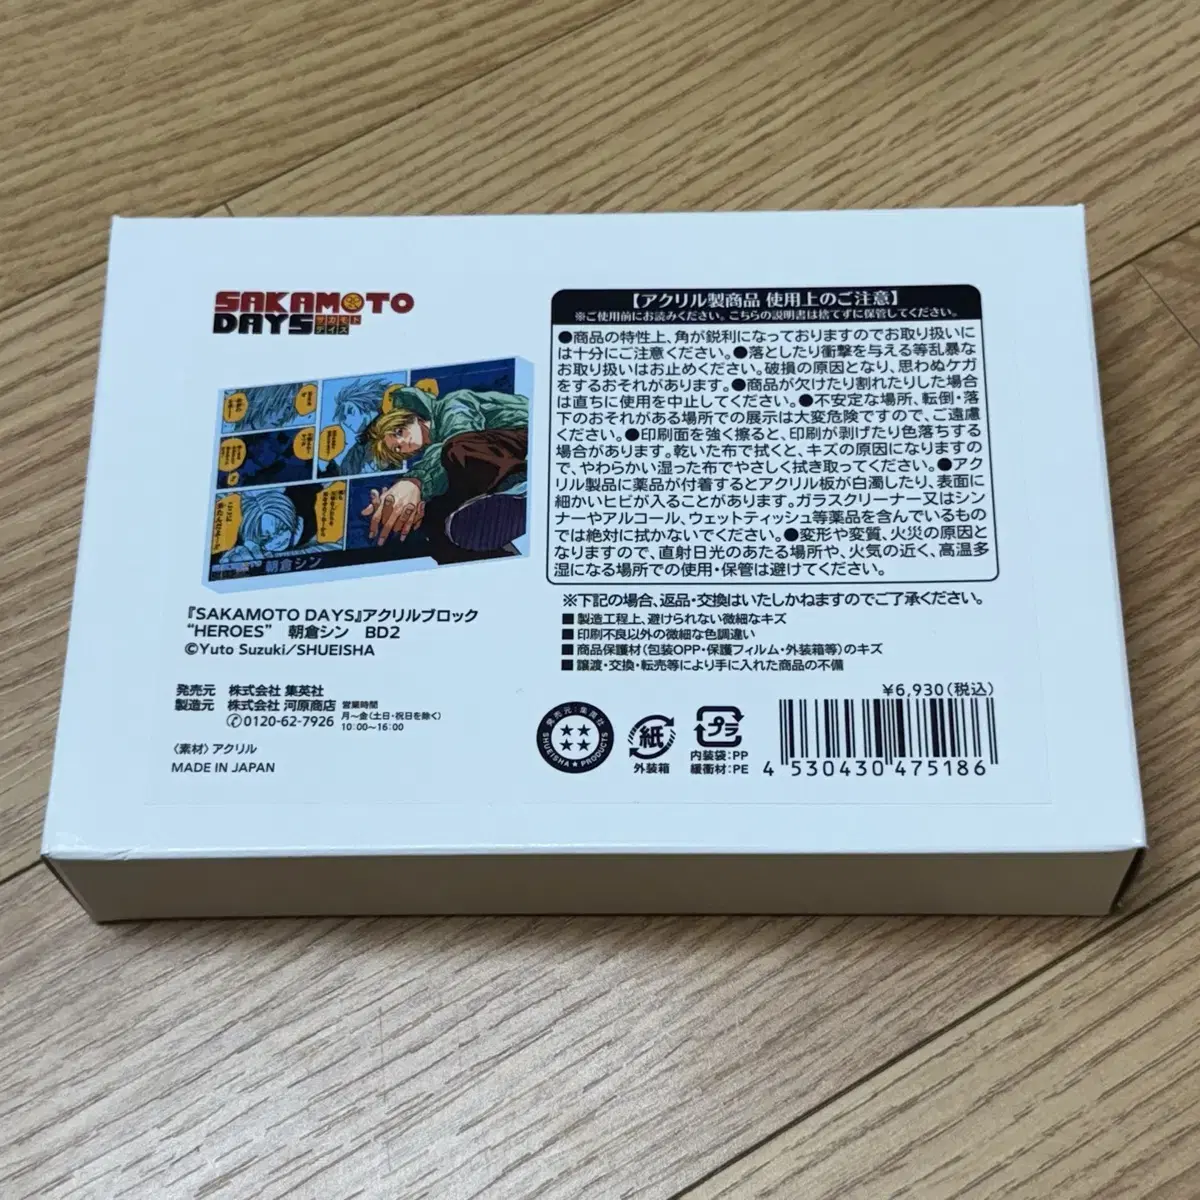 SAKAMOTO
DAYS サカモト
デイズ
朝倉シン
『SAKAMOTO DAYS』アクリルブロック
“HEROES” 朝倉シン BD2
©Yuto Suzuki/SHUEISHA
発売元 株式会社 集英社
製造元 株式会社 河原商店
0120-62-7926
営業時間
月〜金(土日・祝日を除く)
10:00〜16:00
〈素材〉アクリル
MADE IN JAPAN
【アクリル製商品 使用上のご注意】
※ご使用前にお読みください。こちらの説明書は捨てずに保管してください。
●商品の特性上、角が鋭利になっておりますのでお取り扱いに
は十分にご注意ください。●落としたり衝撃を与える等乱暴な
お取り扱いはお止めください。破損の原因となり、思わぬケガ
をするおそれがあります。●商品が欠けたり割れたりした場合
は直ちに使用を中止してください。●不安定な場所、転倒・落
下のおそれがある場所での展示は大変危険ですので、ご遠慮
ください。●印刷面を強く擦ると、印刷が剥げたり色落ちする
場合があります。乾いた布で拭くと、キズの原因になりますの
で、やわらかい湿った布でやさしく拭き取ってください。●アク
リル製品に薬品が付着するとアクリル板が白濁したり、表面に
細かいヒビが入ることがあります。ガラスクリーナー又はシン
ナーやアルコール、ウェットティッシュ等薬品を含んでいるもの
では絶対に拭かないでください。●変形や変質、火災の原因と
なりますので、直射日光のあたる場所や、火気の近く、高温多
湿になる場所での使用・保管は避けてください。
※下記の場合、返品・交換はいたしかねますのでご了承ください。
■製造工程上、避けられない微細なキズ
■印刷不良以外の微細な色調違い
■商品保護材(包装OPP・保護フィルム・外装箱等)のキズ
■譲渡・交換・転売等により手に入れた商品の不備
¥6,930(税込)
発売元:集英社
SHUEISHA★PRODUCTS
紙
外装箱
プラ
内装袋:PP
緩衝材:PE
4 530430 475186